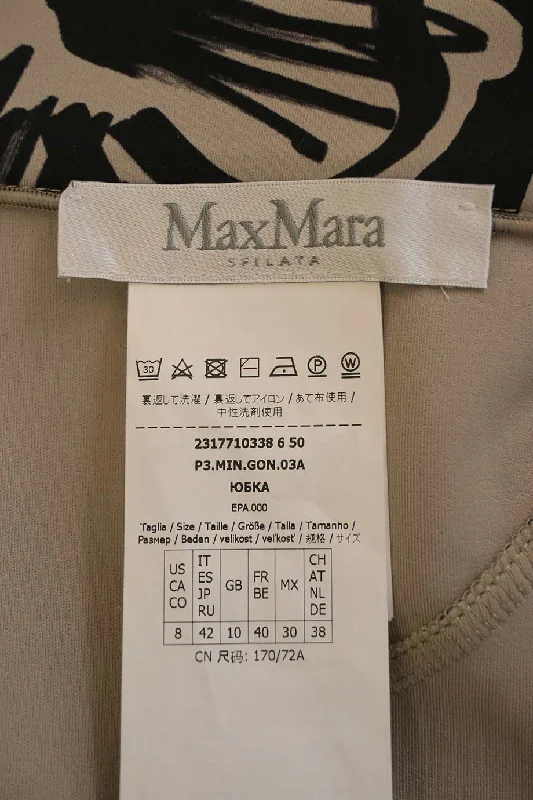 MaxMara
SFILATA
30 P W
裏返して洗濯 / 裏返してアイロン / あて布使用 /
中性洗剤使用
2317710338 6 50
P3.MIN.GON.03A
ЮБКА
EPA.000
Taglia / Size / Taille / Größe / Talla / Tamanho /
Размер / Beden / velikost / veľkosť / 規格 / サイズ
US CA CO IT ES JP RU GB FR BE MX CH AT NL DE
8 42 10 40 30 38
CN 尺码: 170/72A